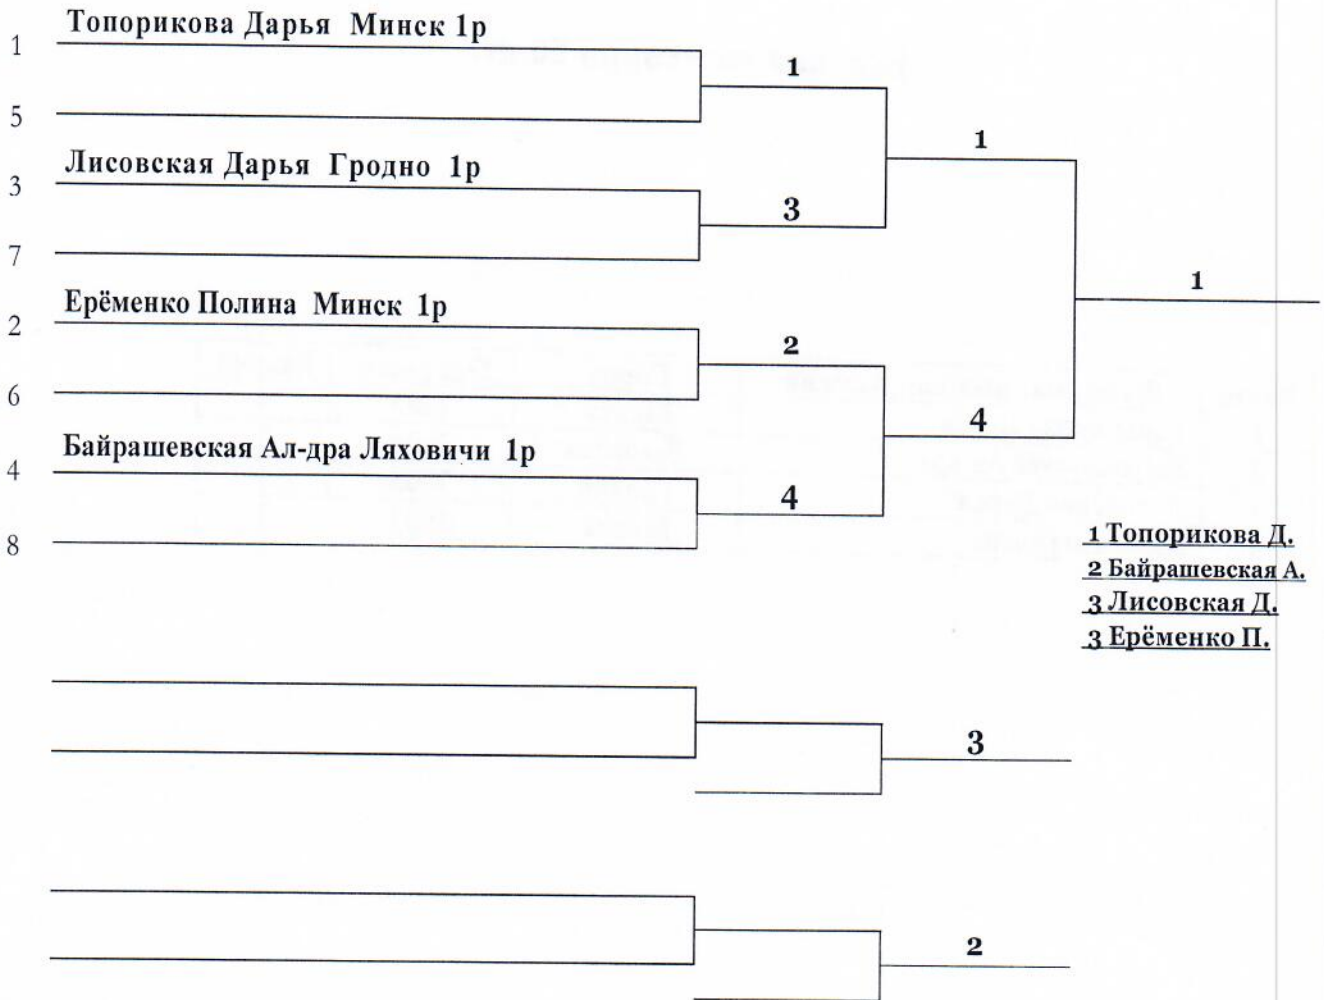 Топорикова Дарья Минск 1р
1
1
5
1
Лисовская Дарья Гродно 1р
3
3
7
1
Ерёменко Полина Минск 1р
2
2
6
4
Байрашевская Ал-дра Ляховичи 1р
4
4
8
1 Топорикова Д.
2 Байрашевская А.
3 Лисовская Д.
3 Ерёменко П.
3
2